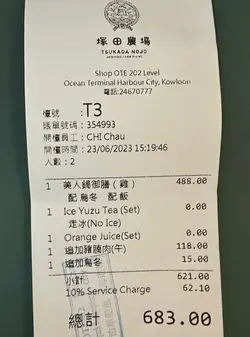 塚田農場
TSUKADA NOJO
Shop OTE 202 Level
Ocean Terminal Harbour City, Kowloon
電話:24670777
檯號 : T3
賬單號碼 : 354993
開檯員工 : CHI Chau
開檯時間 : 23/06/2023 15:19:46
人數 : 2
1 美人鍋御膳 (雞) 488.00
配烏冬 配飯
1 Ice Yuzu Tea (Set) 0.00
走冰(No Ice)
1 Orange Juice(Set) 0.00
1 追加豬腩肉(午) 118.00
1 追加烏冬 15.00
小計 621.00
10% Service Charge 62.10
總計 683.00